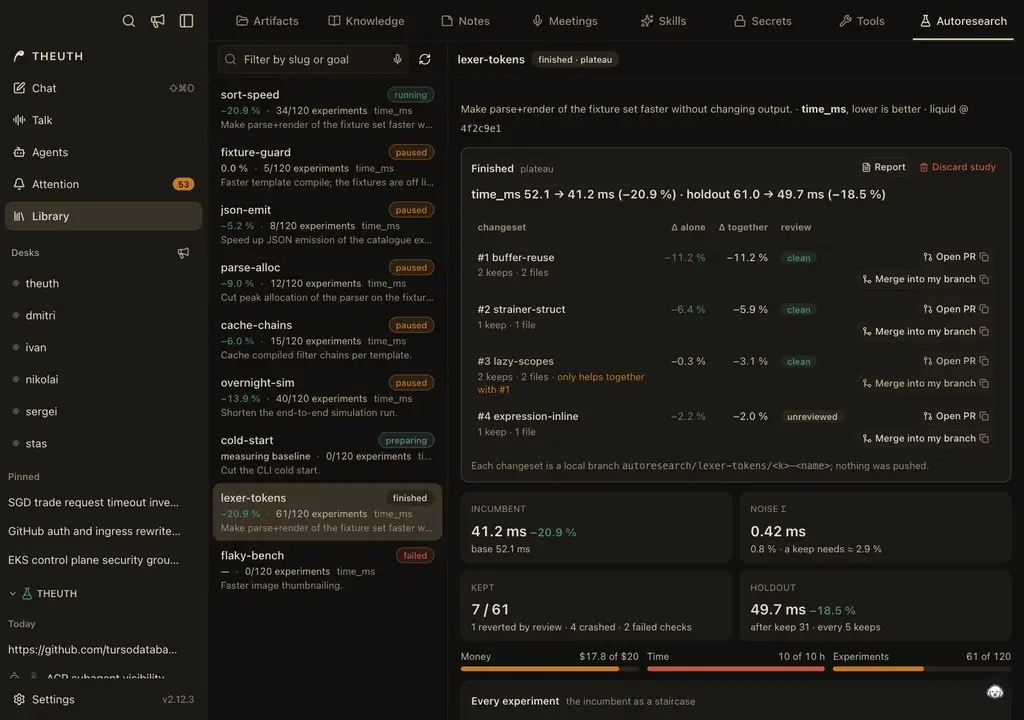 Artifacts
Knowledge
Notes
Meetings
Skills
Secrets
Tools
Autoresearch
THEUTH
Chat
⇧⌘O
Talk
Agents
Attention
53
Library
Desks
theuth
dmitri
ivan
nikolai
sergei
stas
Pinned
SGD trade request timeout inve...
GitHub auth and ingress rewrite...
EKS control plane security grou...
THEUTH
Today
https://github.com/tursodataba...
ACP subagent visibility
Settings
v2.12.3
Filter by slug or goal
sort-speed
running
−20.9 % · 34/120 experiments time_ms
Make parse+render of the fixture set faster w...
fixture-guard
paused
0.0 % · 5/120 experiments time_ms
Faster template compile; the fixtures are off li...
json-emit
paused
−5.2 % · 8/120 experiments time_ms
Speed up JSON emission of the catalogue ex...
parse-alloc
paused
−9.0 % · 12/120 experiments time_ms
Cut peak allocation of the parser on the fixtur...
cache-chains
paused
−6.0 % · 15/120 experiments time_ms
Cache compiled filter chains per template.
overnight-sim
paused
−13.9 % · 40/120 experiments time_ms
Shorten the end-to-end simulation run.
cold-start
preparing
measuring baseline · 0/120 experiments ti...
Cut the CLI cold start.
lexer-tokens
finished
−20.9 % · 61/120 experiments time_ms
Make parse+render of the fixture set faster w...
flaky-bench
failed
— · 0/120 experiments time_ms
Faster image thumbnailing.
lexer-tokens
finished · plateau
Make parse+render of the fixture set faster without changing output. · time_ms, lower is better · liquid @
4f2c9e1
Finished plateau
Report
Discard study
time_ms 52.1 → 41.2 ms (−20.9 %) · holdout 61.0 → 49.7 ms (−18.5 %)
changeset Δ alone Δ together review
#1 buffer-reuse −11.2 % −11.2 % clean Open PR
2 keeps · 2 files
Merge into my branch
#2 strainer-struct −6.4 % −5.9 % clean Open PR
1 keep · 1 file
Merge into my branch
#3 lazy-scopes −0.3 % −3.1 % clean Open PR
2 keeps · 2 files · only helps together
with #1
Merge into my branch
#4 expression-inline −2.2 % −2.0 % unreviewed Open PR
1 keep · 1 file
Merge into my branch
Each changeset is a local branch autoresearch/lexer-tokens/<k>-<name>; nothing was pushed.
INCUMBENT
41.2 ms −20.9 %
base 52.1 ms
NOISE Σ
0.42 ms
0.8 % · a keep needs ≈ 2.9 %
KEPT
7 / 61
1 reverted by review · 4 crashed · 2 failed checks
HOLDOUT
49.7 ms −18.5 %
after keep 31 · every 5 keeps
Money $17.8 of $20
Time 10 of 10 h
Experiments 61 of 120
Every experiment the incumbent as a staircase